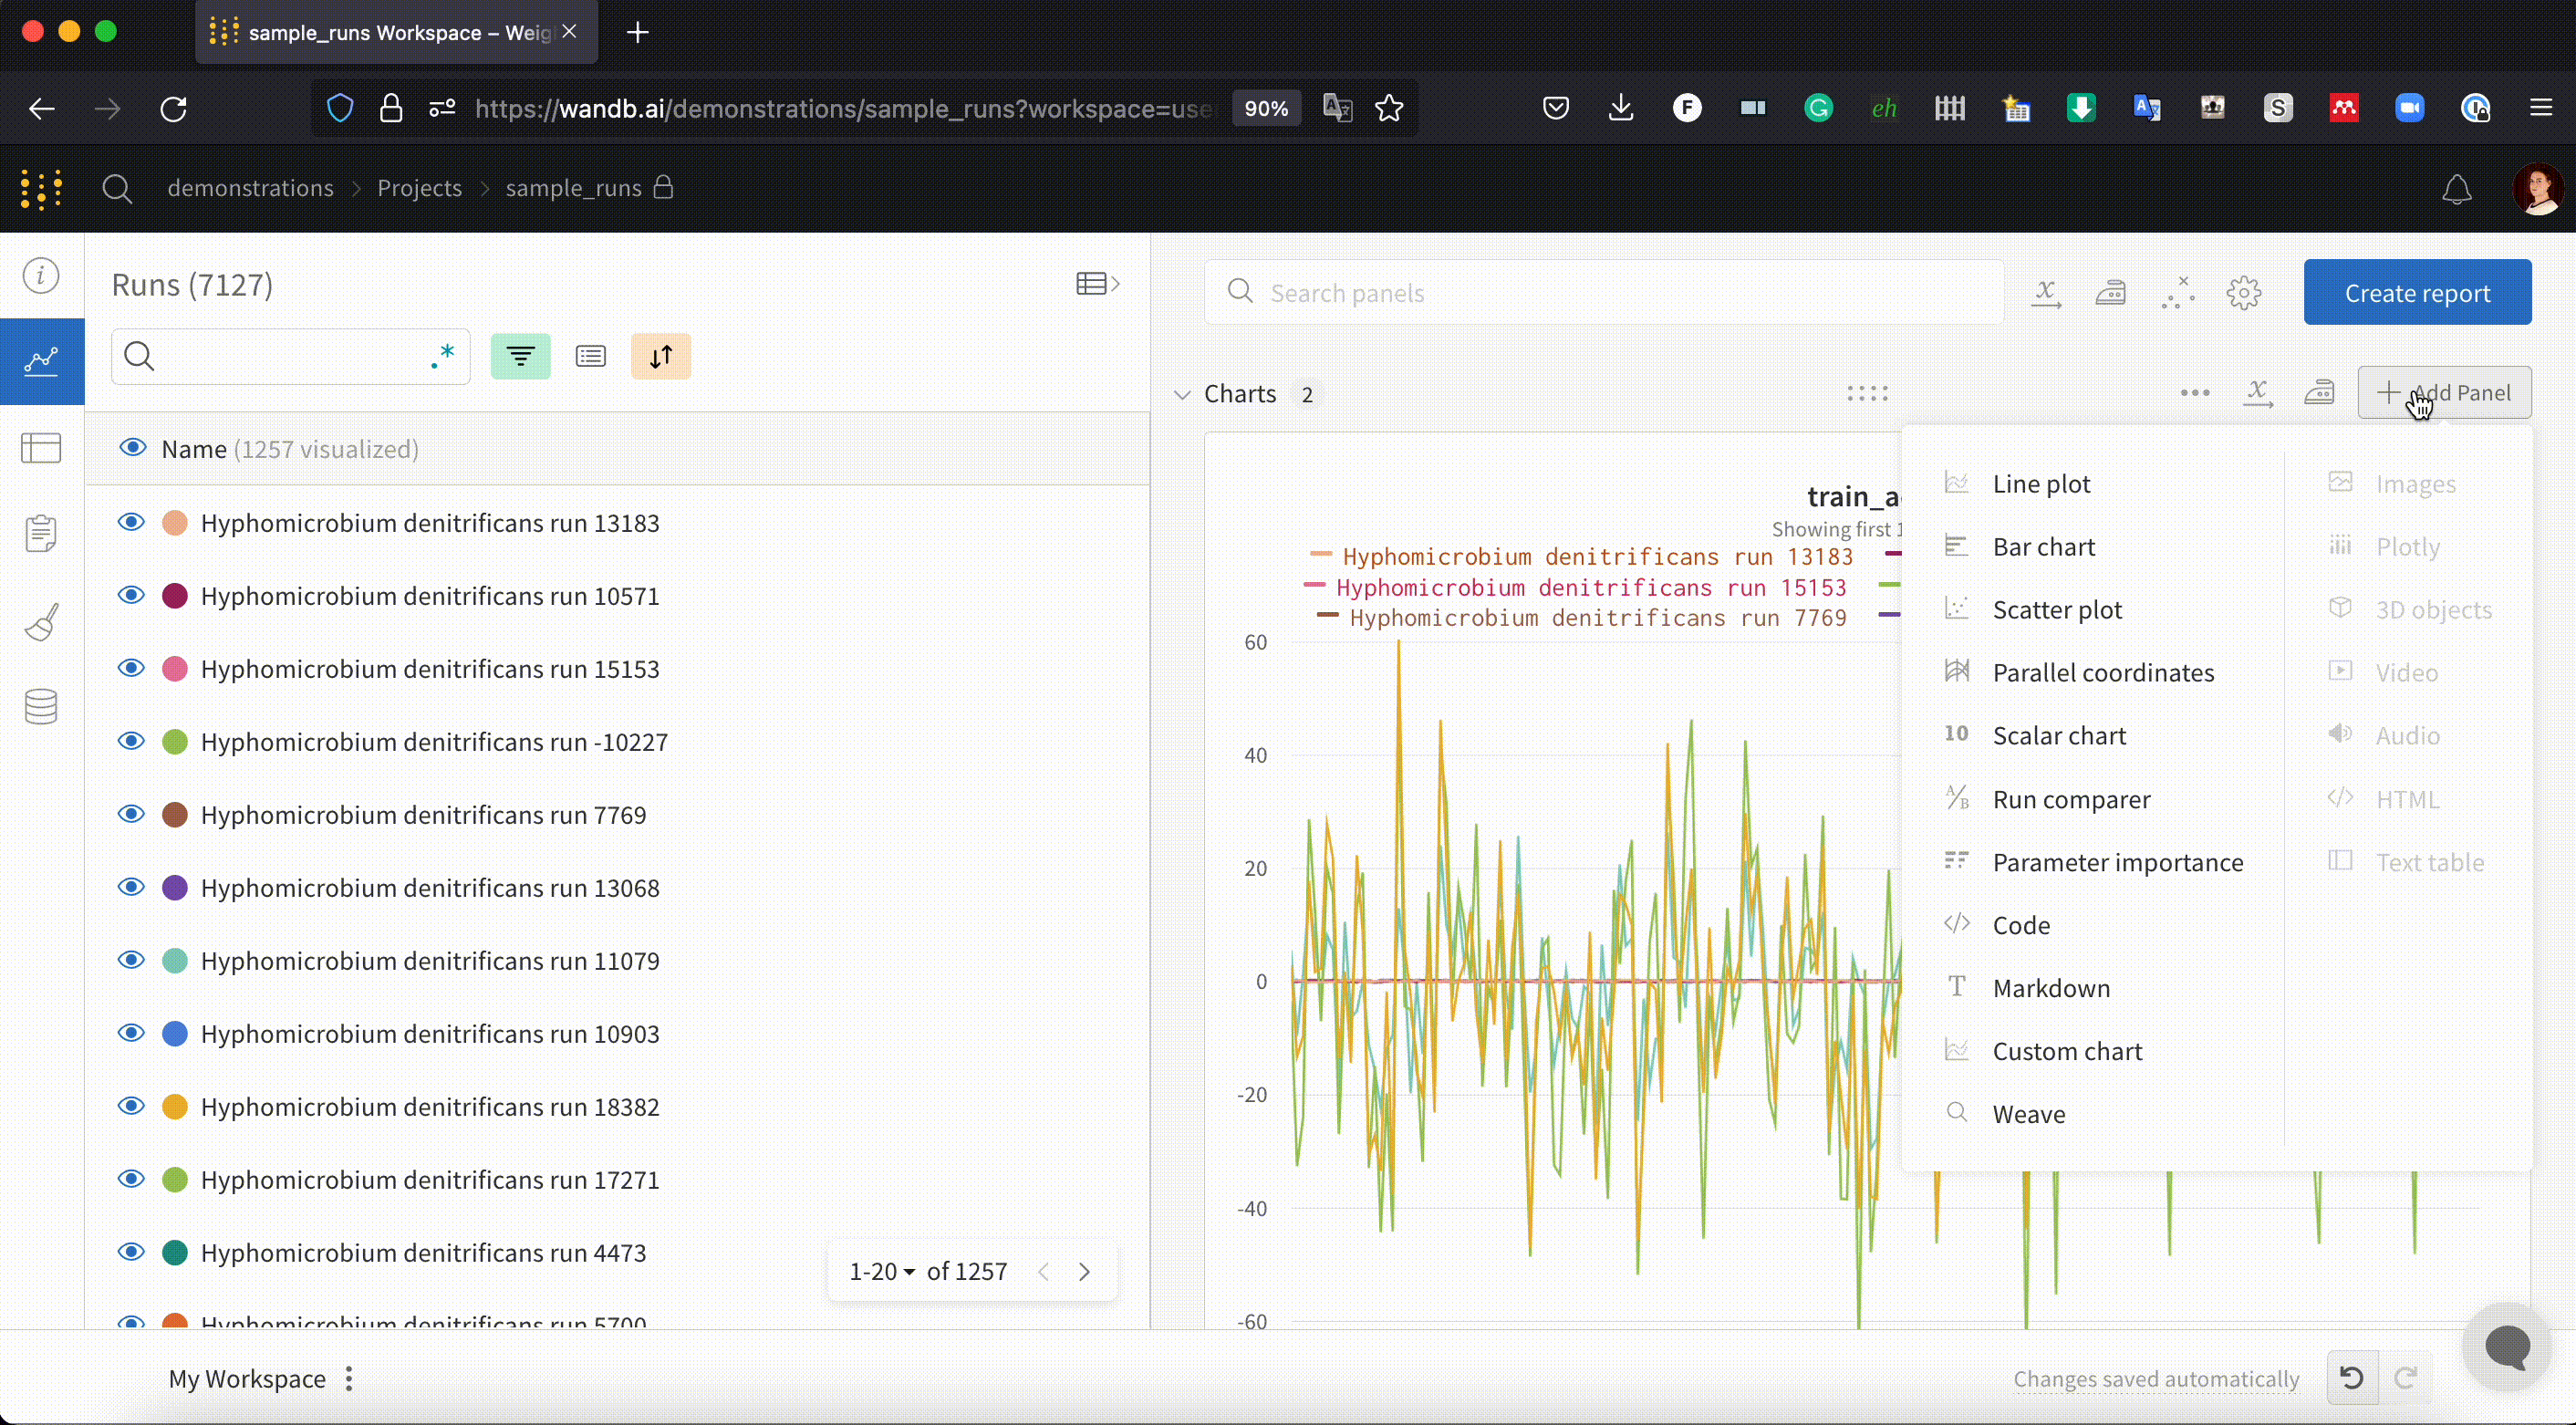 sample_runs Workspace – Weig
https://wandb.ai/demonstrations/sample_runs?workspace=use
90%
demonstrations > Projects > sample_runs
Runs (7127)
Search panels
Create report
.*
Charts 2
Add Panel
Name (1257 visualized)
Hyphomicrobium denitrificans run 13183
Hyphomicrobium denitrificans run 10571
Hyphomicrobium denitrificans run 15153
Hyphomicrobium denitrificans run -10227
Hyphomicrobium denitrificans run 7769
Hyphomicrobium denitrificans run 13068
Hyphomicrobium denitrificans run 11079
Hyphomicrobium denitrificans run 10903
Hyphomicrobium denitrificans run 18382
Hyphomicrobium denitrificans run 17271
Hyphomicrobium denitrificans run 4473
Hyphomicrobium denitrificans run 5700
1-20 of 1257
train_a
Showing first 1
Hyphomicrobium denitrificans run 13183
Hyphomicrobium denitrificans run 15153
Hyphomicrobium denitrificans run 7769
60
40
20
0
-20
-40
-60
Line plot
Bar chart
Scatter plot
Parallel coordinates
10 Scalar chart
A/B Run comparer
Parameter importance
</> Code
T Markdown
Custom chart
Weave
Images
Plotly
3D objects
Video
Audio
</> HTML
Text table
My Workspace
Changes saved automatically